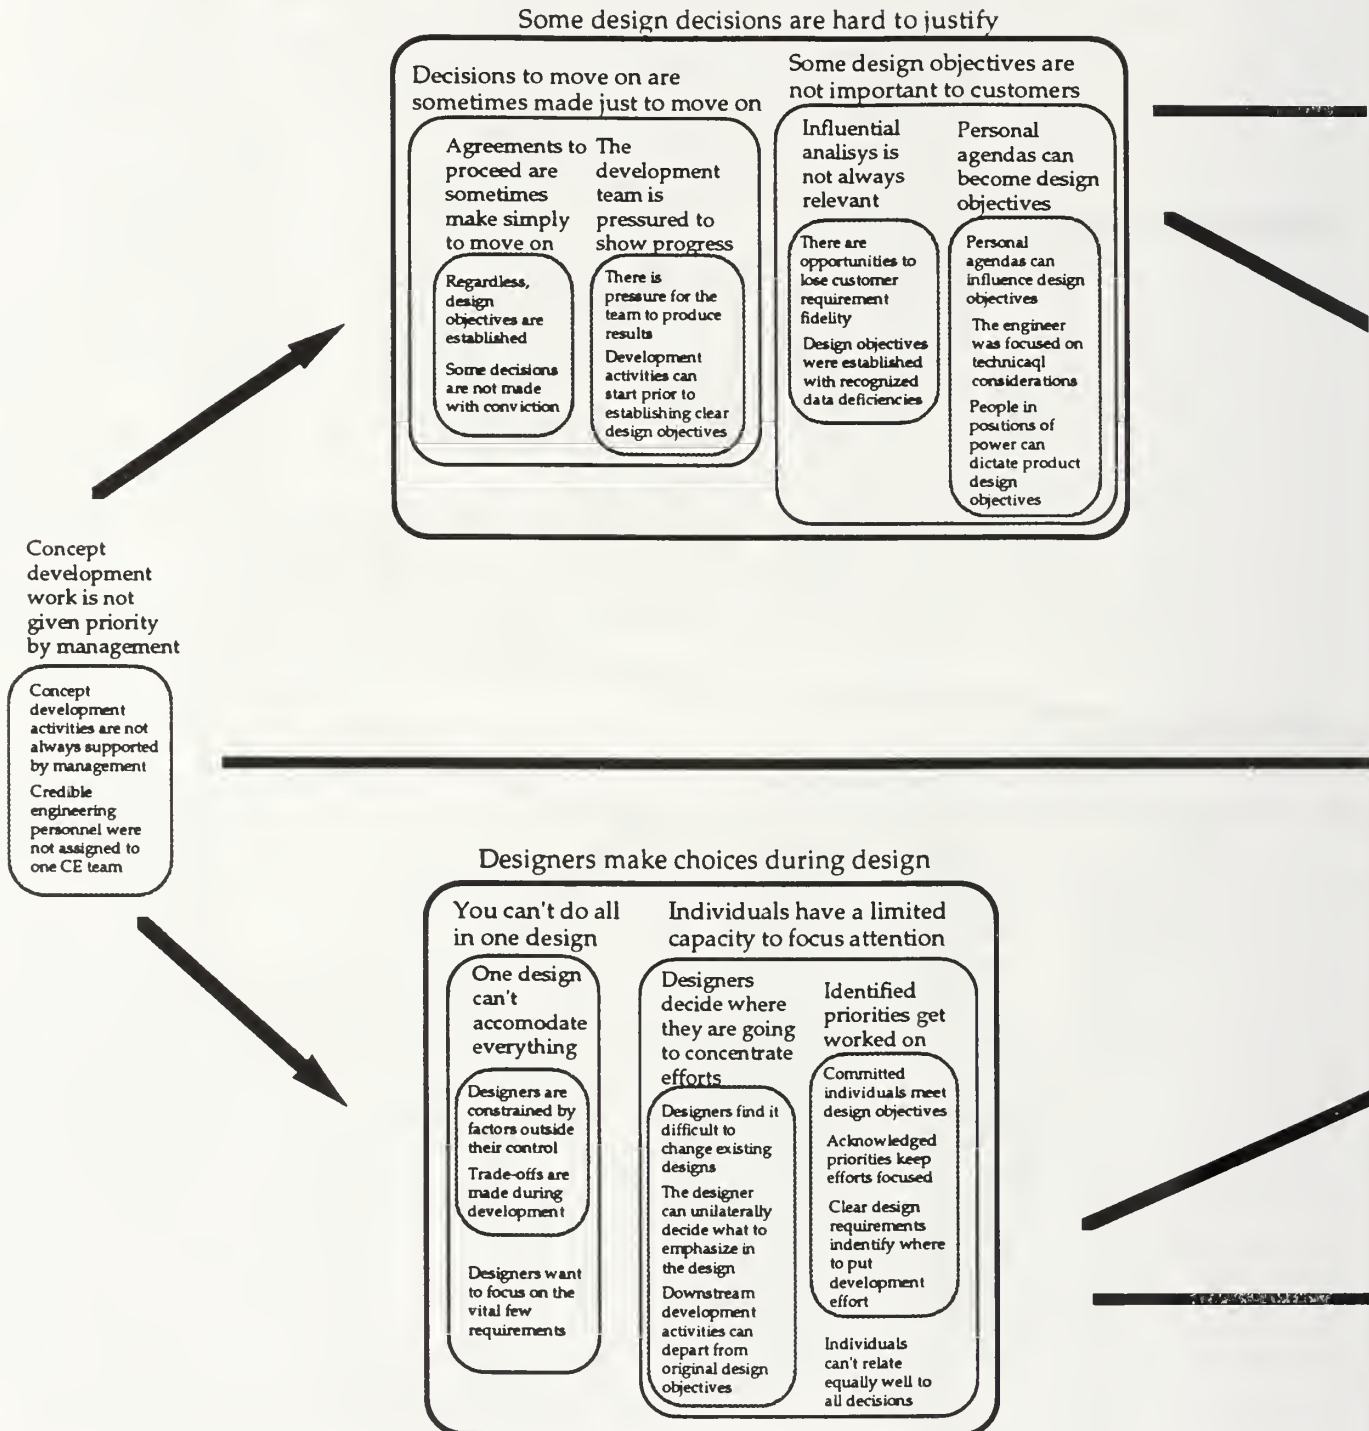 Some design decisions are hard to justify
Decisions to move on are
sometimes made just to move on
Agreements to
proceed are
sometimes
make simply
to move on
Regardless,
design
objectives are
established
Some decisions
are not made
with conviction
The
development
team is
pressured to
show progress
There is
pressure for the
team to produce
results
Development
activities can
start prior to
establishing clear
design objectives
Some design objectives are
not important to customers
Influential
analisys is
not always
relevant
There are
opportunities to
lose customer
requirement
fidelity
Design objectives
were established
with recognized
data deficiencies
Personal
agendas can
become design
objectives
Personal
agendas can
influence design
objectives
The engineer
was focused on
technicaql
considerations
People in
positions of
power can
dictate product
design
objectives
Concept
development
work is not
given priority
by management
Concept
development
activities are not
always supported
by management
Credible
engineering
personnel were
not assigned to
one CE team
Designers make choices during design
You can't do all
in one design
One design
can't
accomodate
everything
Designers are
constrained by
factors outside
their control
Trade-offs are
made during
development
Designers want
to focus on the
vital few
requirements
Individuals have a limited
capacity to focus attention
Designers
decide where
they are going
to concentrate
efforts
Designers find it
difficult to
change existing
designs
The designer
can unilaterally
decide what to
emphasize in
the design
Downstream
development
activities can
depart from
original design
objectives
Identified
priorities get
worked on
Committed
individuals meet
design objectives
Acknowledged
priorities keep
efforts focused
Clear design
requirements
indentify where
to put
development
effort
Individuals
can't relate
equally well to
all decisions